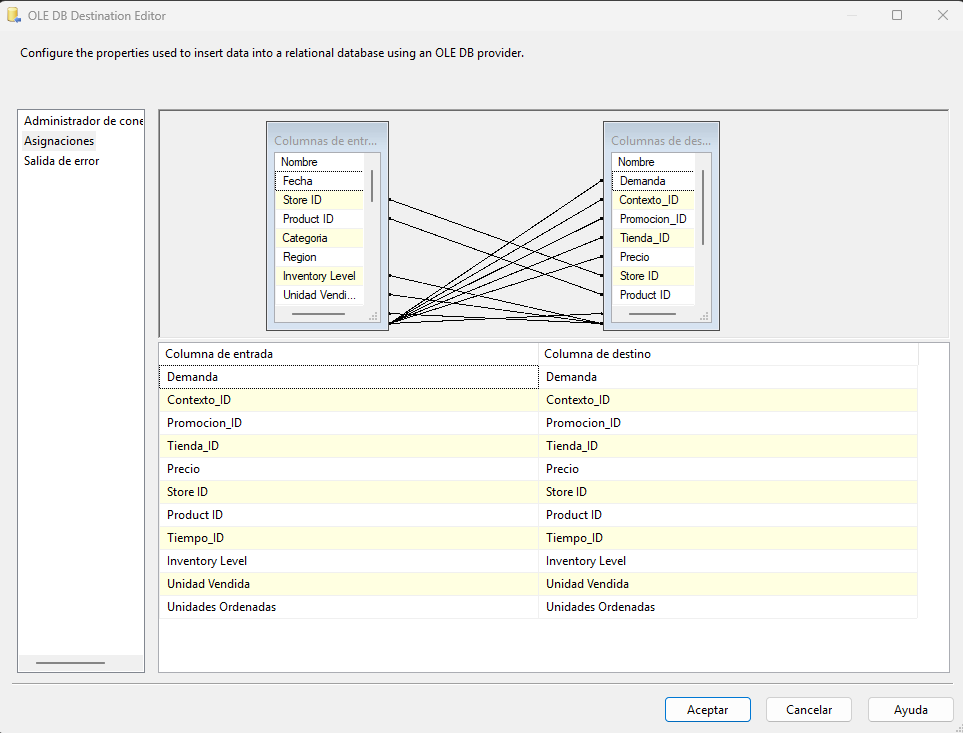 OLE DB Destination Editor
Configure the properties used to insert data into a relational database using an OLE DB provider.
Administrador de cone
Asignaciones
Salida de error
Columnas de entr...
Nombre
Fecha
Store ID
Product ID
Categoria
Region
Inventory Level
Unidad Vendi...
Columnas de des...
Nombre
Demanda
Contexto_ID
Promocion_ID
Tienda_ID
Precio
Store ID
Product ID
Columna de entrada Columna de destino
Demanda Demanda
Contexto_ID Contexto_ID
Promocion_ID Promocion_ID
Tienda_ID Tienda_ID
Precio Precio
Store ID Store ID
Product ID Product ID
Tiempo_ID Tiempo_ID
Inventory Level Inventory Level
Unidad Vendida Unidad Vendida
Unidades Ordenadas Unidades Ordenadas
Aceptar Cancelar Ayuda